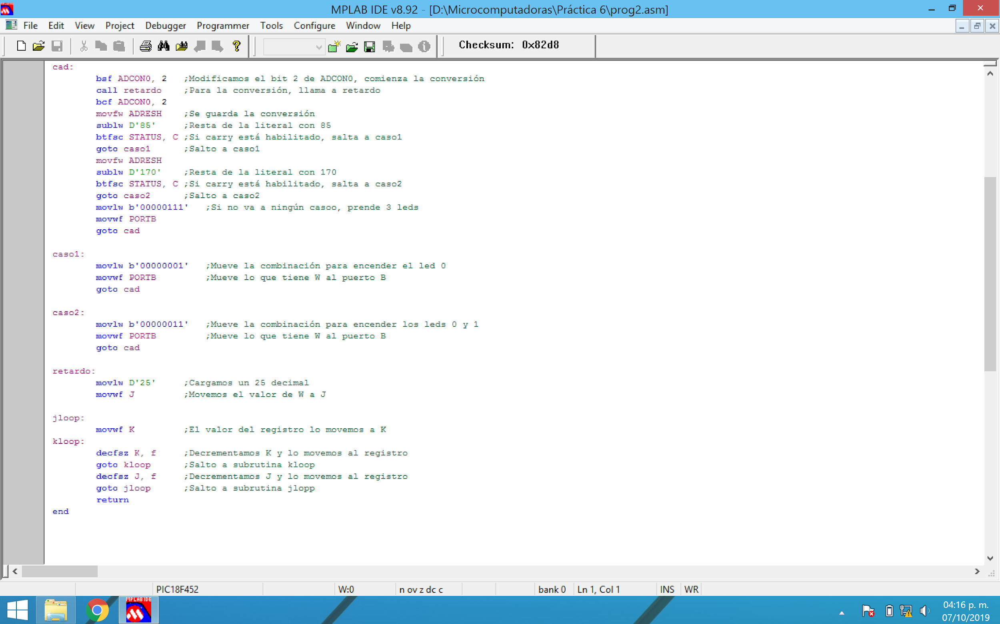 MPLAB IDE v8.92 - [D:\Microcomputadoras\Práctica 6\prog2.asm]
File Edit View Project Debugger Programmer Tools Configure Window Help
Checksum: 0x82d8
cad:
bsf ADCON0, 2 ;Modificamos el bit 2 de ADCON0, comienza la conversión
call retardo ;Para la conversión, llama a retardo
bcf ADCON0, 2
movfw ADRESH ;Se guarda la conversión
sublw D'85' ;Resta de la literal con 85
btfsc STATUS, C ;Si carry está habilitado, salta a caso1
goto caso1 ;Salto a caso1
movfw ADRESH
sublw D'170' ;Resta de la literal con 170
btfsc STATUS, C ;Si carry está habilitado, salta a caso2
goto caso2 ;Salto a caso2
movlw b'00000111' ;Si no va a ningún casoo, prende 3 leds
movwf PORTB
goto cad
caso1:
movlw b'00000001' ;Mueve la combinación para encender el led 0
movwf PORTB ;Mueve lo que tiene W al puerto B
goto cad
caso2:
movlw b'00000011' ;Mueve la combinación para encender los leds 0 y 1
movwf PORTB ;Mueve lo que tiene W al puerto B
goto cad
retardo:
movlw D'25' ;Cargamos un 25 decimal
movwf J ;Movemos el valor de W a J
jloop:
movwf K ;El valor del registro lo movemos a K
kloop:
decfsz K, f ;Decrementamos K y lo movemos al registro
goto kloop ;Salto a subrutina kloop
decfsz J, f ;Decrementamos J y lo movemos al registro
goto jloop ;Salto a subrutina jlopp
return
end
PIC18F452 W:0 n ov z dc c bank 0 Ln 1, Col 1 INS WR
MPLAB IDE
04:16 p. m.
07/10/2019